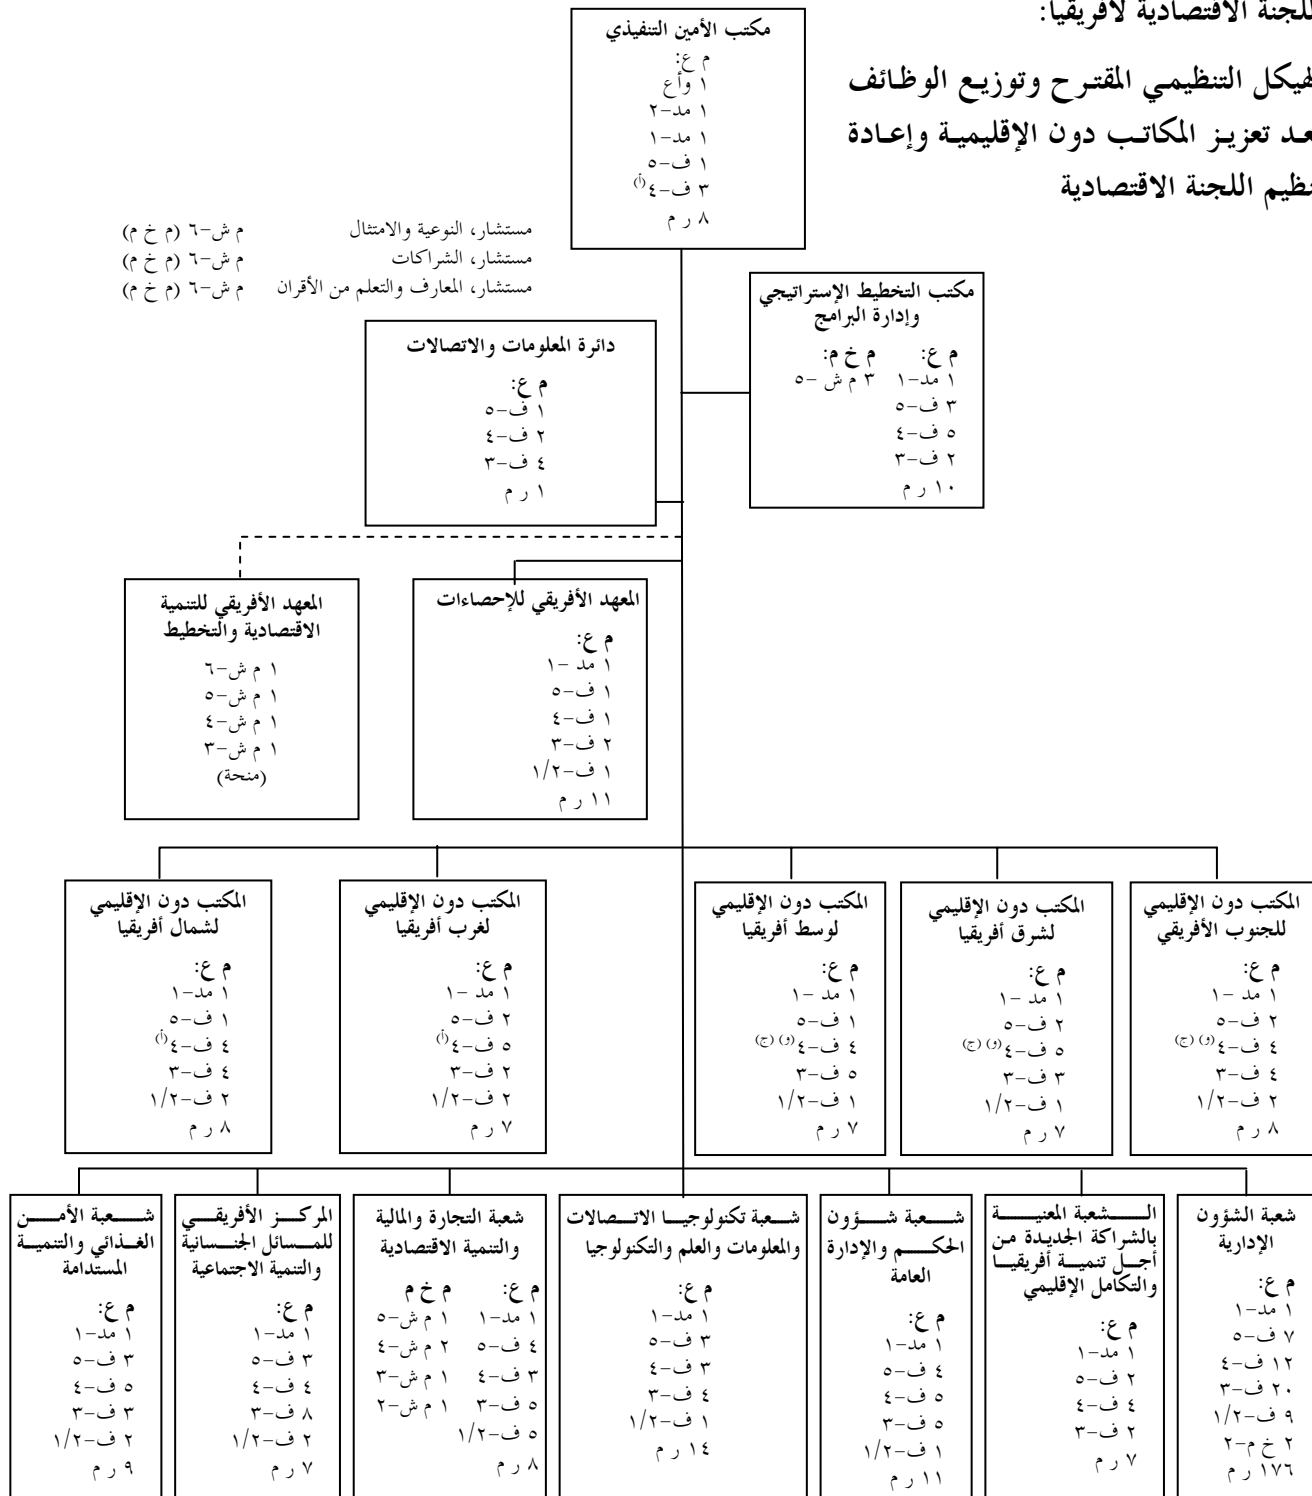 للجنة الاقتصادية لأفريقيا:
لهيكل التنظيمي المقترح وتوزيع الوظائف
عد تعزيز المكاتب دون الإقليمية وإعادة
نظيم اللجنة الاقتصادية
مكتب الأمين التنفيذي
م ع:
١ و أ ع
١ مد-٢
١ مد-١
١ ف-٥
٣ ف-٤(أ)
٨ ر م
مستشار، النوعية والامتثال م ش-٦ (م خ م)
مستشار، الشراكات م ش-٦ (م خ م)
مستشار، المعارف والتعلم من الأقران م ش-٦ (م خ م)
مكتب التخطيط الإستراتيجي
وإدارة البرامج
م ع: م خ م:
١ مد-١ ٣ م ش-٥
٣ ف-٥
٥ ف-٤
٢ ف-٣
١٠ ر م
دائرة المعلومات والاتصالات
م ع:
١ ف-٥
٢ ف-٤
٤ ف-٣
١ ر م
المعهد الأفريقي للإحصاءات
م ع:
١ مد-١
١ ف-٥
١ ف-٤
٢ ف-٣
١ ف-١/٢
١١ ر م
المعهد الأفريقي للتنمية
الاقتصادية والتخطيط
١ م ش-٦
١ م ش-٥
١ م ش-٤
١ م ش-٣
(منحة)
المكتب دون الإقليمي
للجنوب الأفريقي
م ع:
١ مد-١
٢ ف-٥
٤ ف-٤(و) (ج)
٤ ف-٣
٢ ف-١/٢
٨ ر م
المكتب دون الإقليمي
لشرق أفريقيا
م ع:
١ مد-١
٢ ف-٥
٥ ف-٤(و) (ج)
٣ ف-٣
١ ف-١/٢
٧ ر م
المكتب دون الإقليمي
لوسط أفريقيا
م ع:
١ مد-١
١ ف-٥
٤ ف-٤(و) (ج)
٥ ف-٣
١ ف-١/٢
٧ ر م
المكتب دون الإقليمي
لغرب أفريقيا
م ع:
١ مد-١
٢ ف-٥
٥ ف-٤(أ)
٢ ف-٣
٢ ف-١/٢
٧ ر م
المكتب دون الإقليمي
لشمال أفريقيا
م ع:
١ مد-١
١ ف-٥
٤ ف-٤(أ)
٤ ف-٣
٢ ف-١/٢
٨ ر م
شعبة الشؤون
الإدارية
م ع:
١ مد-١
٧ ف-٥
١٢ ف-٤
٢٠ ف-٣
٩ ف-١/٢
٢ خ م-٢
١٧٦ ر م
الشعبة المعنية
بالشراكة الجديدة من
أجل تنمية أفريقيا
والتكامل الإقليمي
م ع:
١ مد-١
٢ ف-٥
٤ ف-٤
٢ ف-٣
٧ ر م
شعبة شؤون
الحكم والإدارة
العامة
م ع:
١ مد-١
٤ ف-٥
٥ ف-٤
٥ ف-٣
١ ف-١/٢
١١ ر م
شعبة تكنولوجيا الاتصالات
والمعلومات والعلم والتكنولوجيا
م ع:
١ مد-١
٣ ف-٥
٣ ف-٤
٤ ف-٣
١ ف-١/٢
١٤ ر م
شعبة التجارة والمالية
والتنمية الاقتصادية
م ع: م خ م
١ مد-١ ١ م ش-٥
٤ ف-٥ ٢ م ش-٤
٣ ف-٤ ١ م ش-٣
٥ ف-٣ ١ م ش-٢
٥ ف-١/٢
٨ ر م
المركز الأفريقي
للمسائل الجنسانية
والتنمية الاجتماعية
م ع:
١ مد-١
٣ ف-٥
٤ ف-٤
٨ ف-٣
٢ ف-١/٢
٧ ر م
شعبة الأمن
الغذائي والتنمية
المستدامة
م ع:
١ مد-١
٣ ف-٥
٥ ف-٤
٣ ف-٣
٢ ف-١/٢
٩ ر م